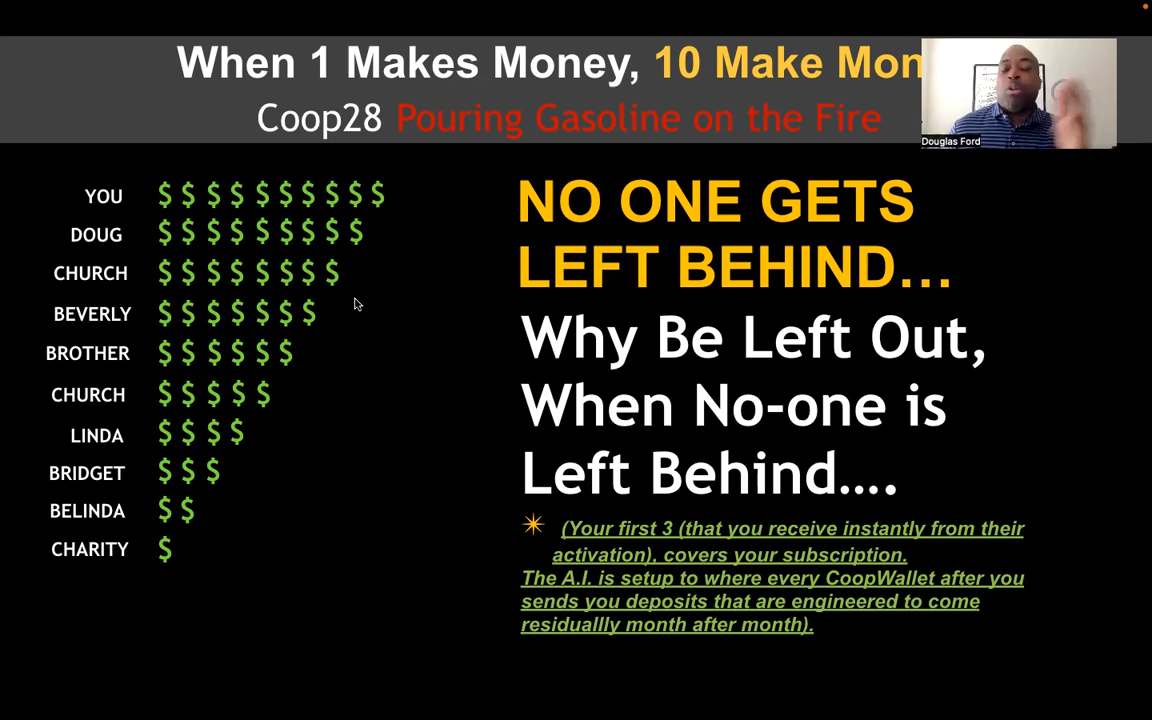 When 1 Makes Money, 10 Make Mon
Coop28 Pouring Gasoline on the Fire
Douglas Ford
YOU $ $ $ $ $ $ $ $ $ $
DOUG $ $ $ $ $ $ $ $ $
CHURCH $ $ $ $ $ $ $ $
BEVERLY $ $ $ $ $ $ $
BROTHER $ $ $ $ $ $
CHURCH $ $ $ $ $
LINDA $ $ $ $
BRIDGET $ $ $
BELINDA $ $
CHARITY $
NO ONE GETS
LEFT BEHIND...
Why Be Left Out,
When No-one is
Left Behind....
(Your first 3 (that you receive instantly from their
activation), covers your subscription.
The A.I. is setup to where every CoopWallet after you
sends you deposits that are engineered to come
residuallly month after month).